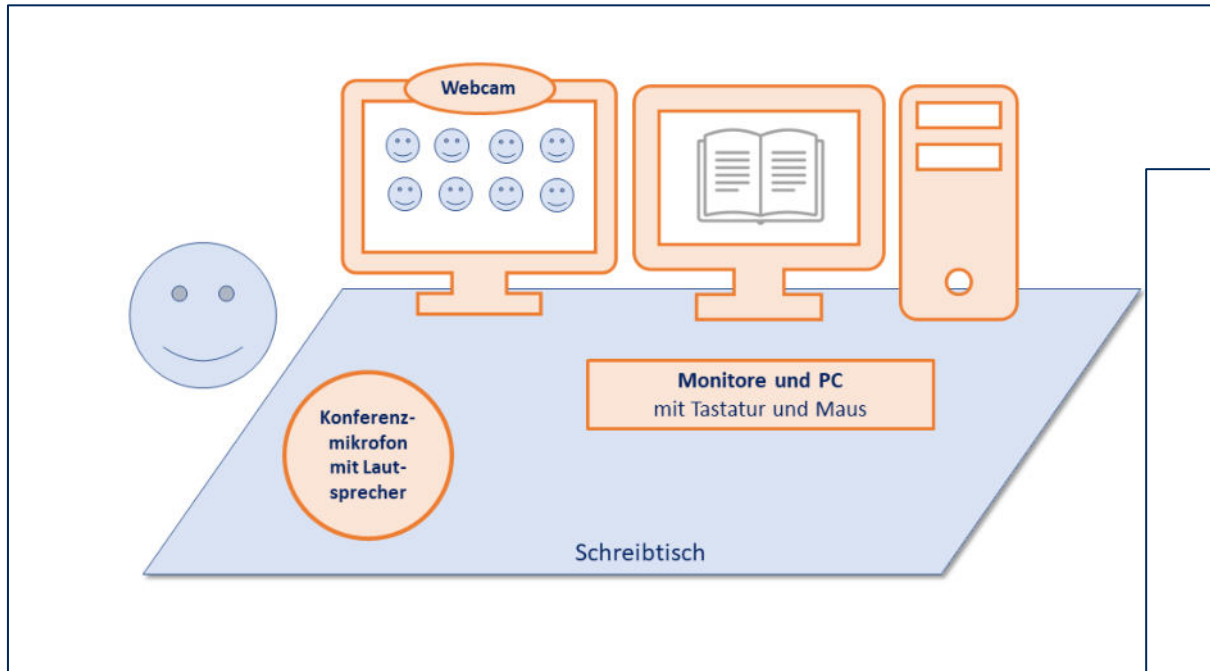 Webcam
Monitore und PC
mit Tastatur und Maus
Konferenz-
mikrofon
mit Laut-
sprecher
Schreibtisch